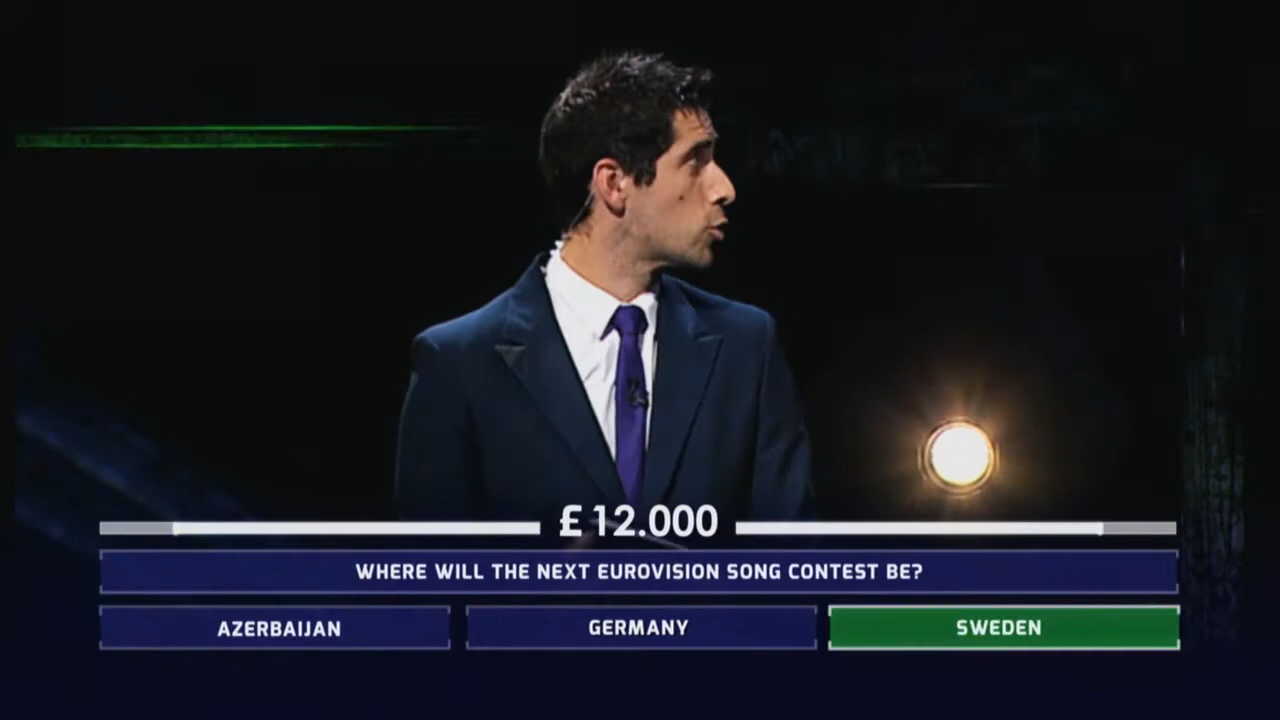 £ 12.000
WHERE WILL THE NEXT EUROVISION SONG CONTEST BE?
AZERBAIJAN
GERMANY
SWEDEN